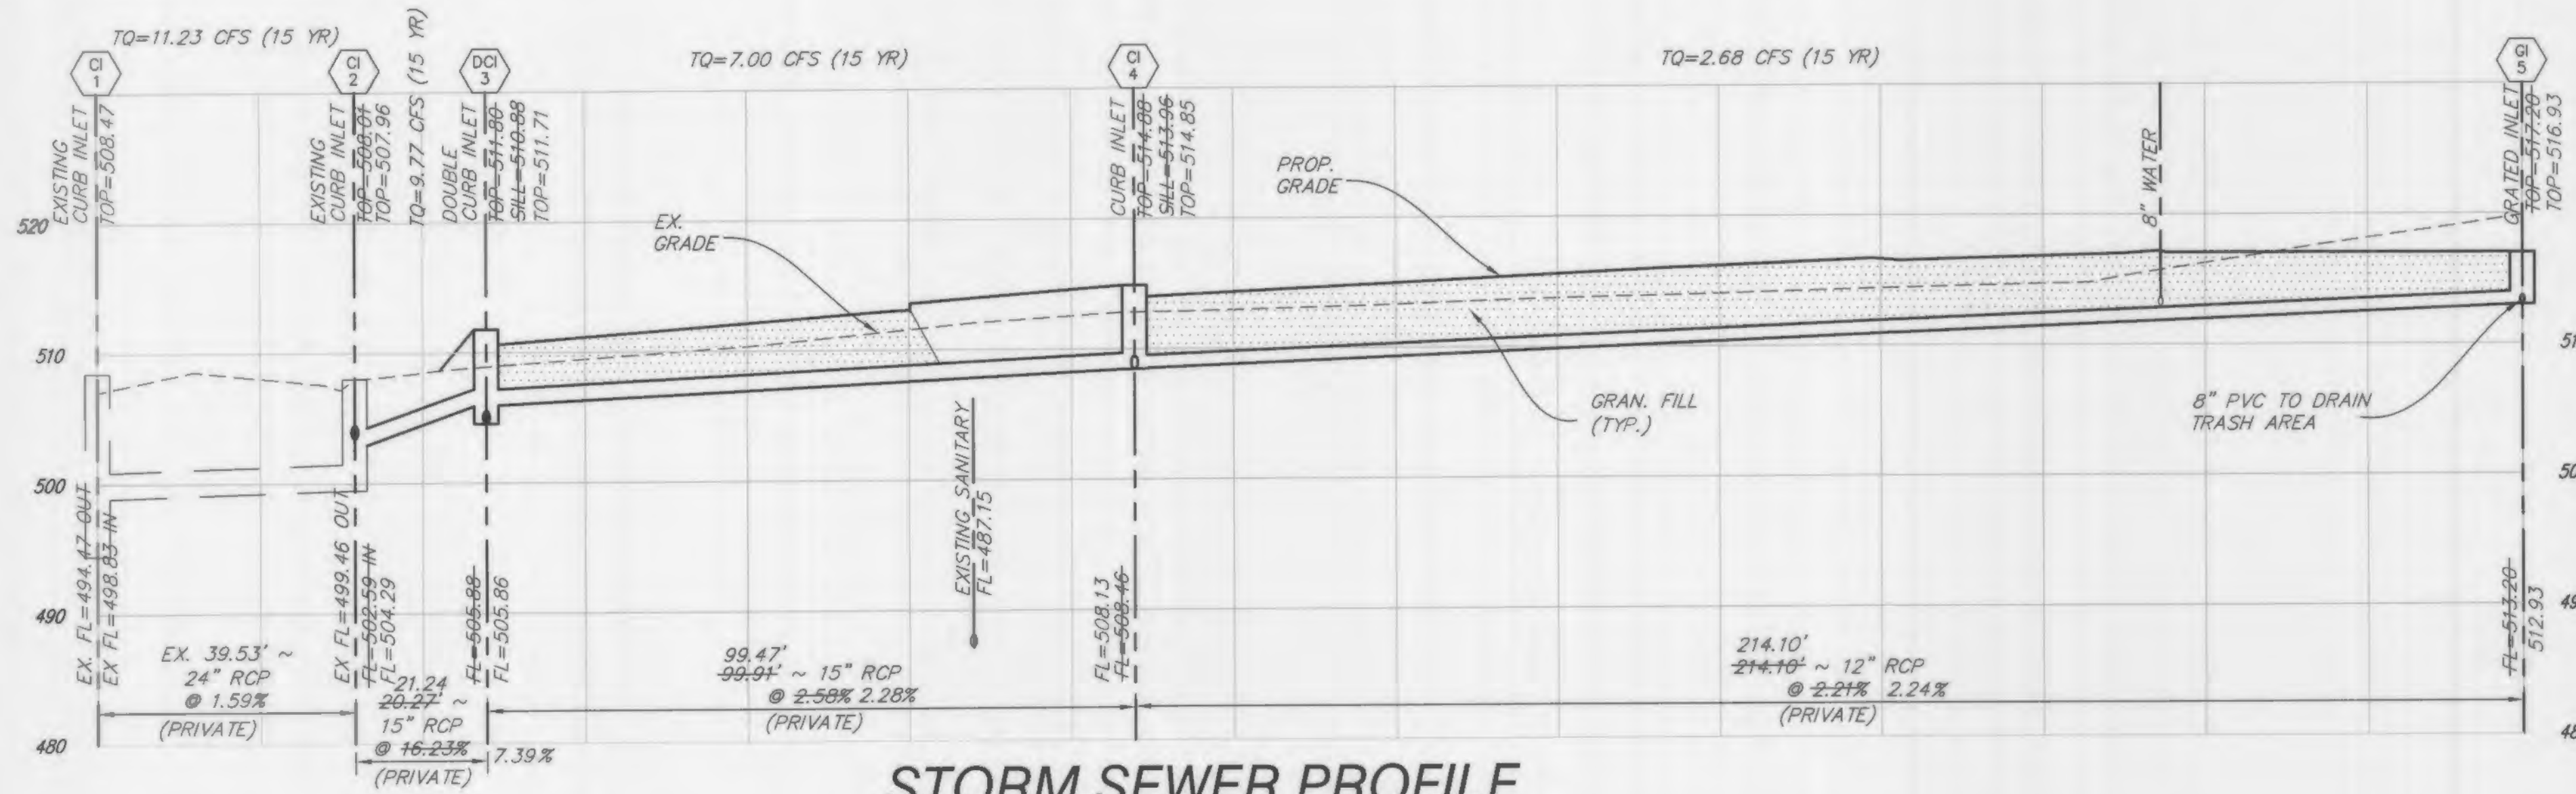 TQ=11.23 CFS (15 YR)
TQ=9.77 CFS (15 YR)
TQ=7.00 CFS (15 YR)
TQ=2.68 CFS (15 YR)
CI
1
CI
2
DCI
3
CI
4
GI
5
EXISTING
CURB INLET
TOP=508.47
EXISTING
CURB INLET
TOP=508.01
TOP=507.96
DOUBLE
CURB INLET
TOP=511.80
SILL=510.88
TOP=511.71
CURB INLET
TOP=514.88
SILL=513.96
TOP=514.85
8" WATER
GRATED INLET
TOP=517.20
TOP=516.93
520
510
500
490
480
51
50
49
48
EX.
GRADE
PROP.
GRADE
GRAN. FILL
(TYP.)
8" PVC TO DRAIN
TRASH AREA
EX. FL=494.47 OUT
EX FL=498.83 IN
EX FL=499.46 OUT
FL=502.59 IN
FL=504.29
FL=505.88
FL=505.86
EXISTING SANITARY
FL=487.15
FL=508.13
FL=508.46
FL=513.20
512.93
EX. 39.53' ~
24" RCP
@ 1.59%
(PRIVATE)
21.24
20.27' ~
15" RCP
@ 16.23%
7.39%
(PRIVATE)
99.47'
99.91' ~ 15" RCP
@ 2.58% 2.28%
(PRIVATE)
214.10'
214.10' ~ 12" RCP
@ 2.21% 2.24%
(PRIVATE)
STORM SEWER PROFILE